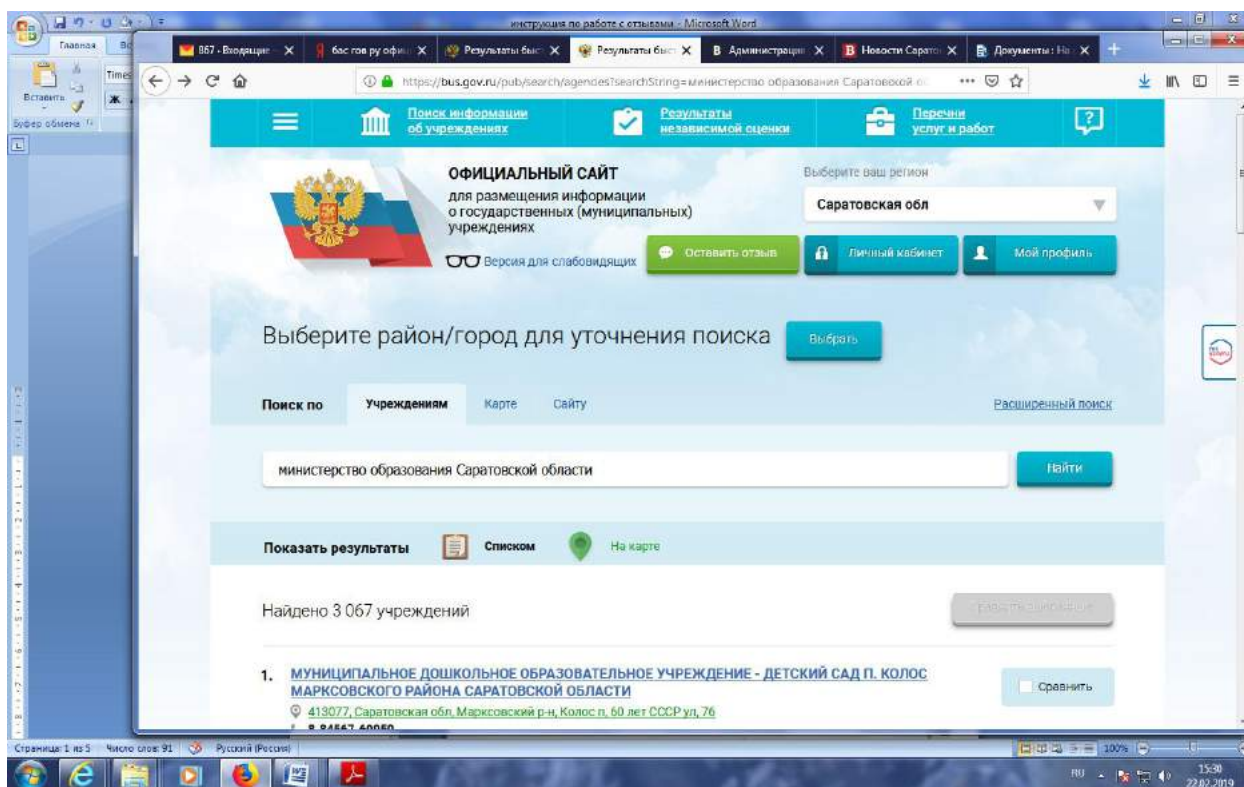 инструкция по работе с отзывами - Microsoft Word
Главная
Вставить
Times
Ж
Буфер обмена
867 - Входящие
бас гов ру офиц
Результаты быс
Результаты быс
Администраци
Новости Сарато
Документы : На
https://bus.gov.ru/pub/search/agencies?searchString=министерство образования Саратовской о
Поиск информации
об учреждениях
Результаты
независимой оценки
Перечни
услуг и работ
ОФИЦИАЛЬНЫЙ САЙТ
для размещения информации
о государственных (муниципальных)
учреждениях
Версия для слабовидящих
Выберите ваш регион
Саратовская обл
Оставить отзыв
Личный кабинет
Мой профиль
Выберите район/город для уточнения поиска
Выбрать
Поиск по Учреждениям Карте Сайту
Расширенный поиск
министерство образования Саратовской области
Найти
Показать результаты Списком На карте
Найдено 3 067 учреждений
1. МУНИЦИПАЛЬНОЕ ДОШКОЛЬНОЕ ОБРАЗОВАТЕЛЬНОЕ УЧРЕЖДЕНИЕ - ДЕТСКИЙ САД П. КОЛОС
МАРКСОВСКОГО РАЙОНА САРАТОВСКОЙ ОБЛАСТИ
Сравнить
413077, Саратовская обл, Марксовский р-н, Колос п, 60 лет СССР ул, 76
8-84567-60050
Страница: 1 из 5 Число слов: 91 Русский (Россия)
100%
RU
15:30
22.02.2019